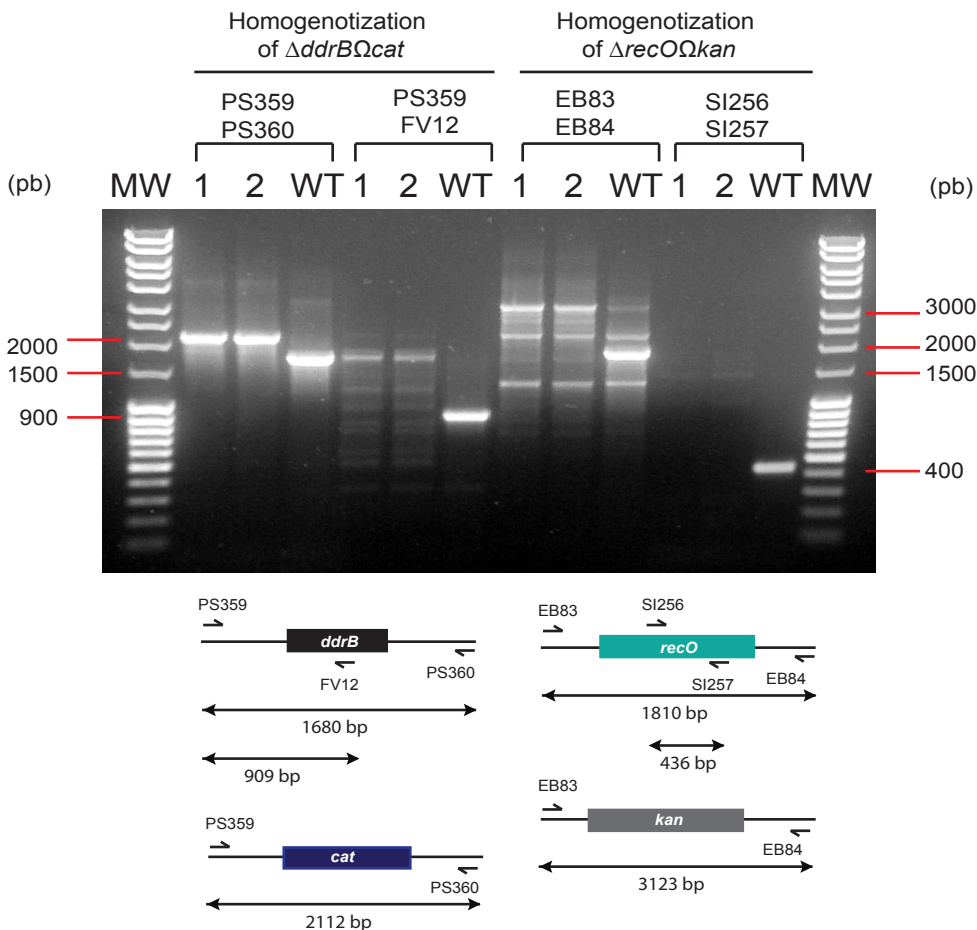 Homogenotization
of ΔddrBΩcat
Homogenotization
of ΔrecOΩkan
PS359
PS360
PS359
FV12
EB83
EB84
SI256
SI257
(pb) MW 1 2 WT 1 2 WT 1 2 WT 1 2 WT MW (pb)
2000
1500
900
3000
2000
1500
400
PS359
ddrB
FV12
PS360
1680 bp
909 bp
PS359
cat
PS360
2112 bp
EB83
SI256
recO
SI257
EB84
1810 bp
436 bp
EB83
kan
EB84
3123 bp